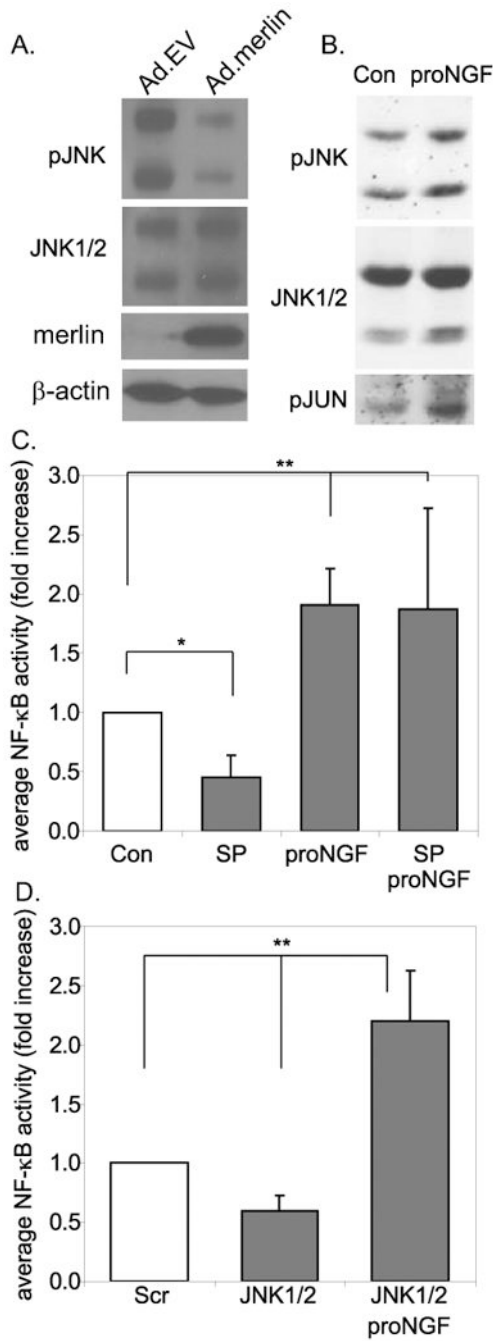 A.
Ad.EV Ad.merlin
pJNK
JNK1/2
merlin
β-actin
B.
Con proNGF
pJNK
JNK1/2
pJUN
C.
average NF-κB activity (fold increase)
3.0
2.5
2.0
1.5
1.0
0.5
0.0
**
*
Con SP proNGF SP
proNGF
D.
average NF-κB activity (fold increase)
3.0
2.5
2.0
1.5
1.0
0.5
0.0
**
Scr JNK1/2 JNK1/2
proNGF